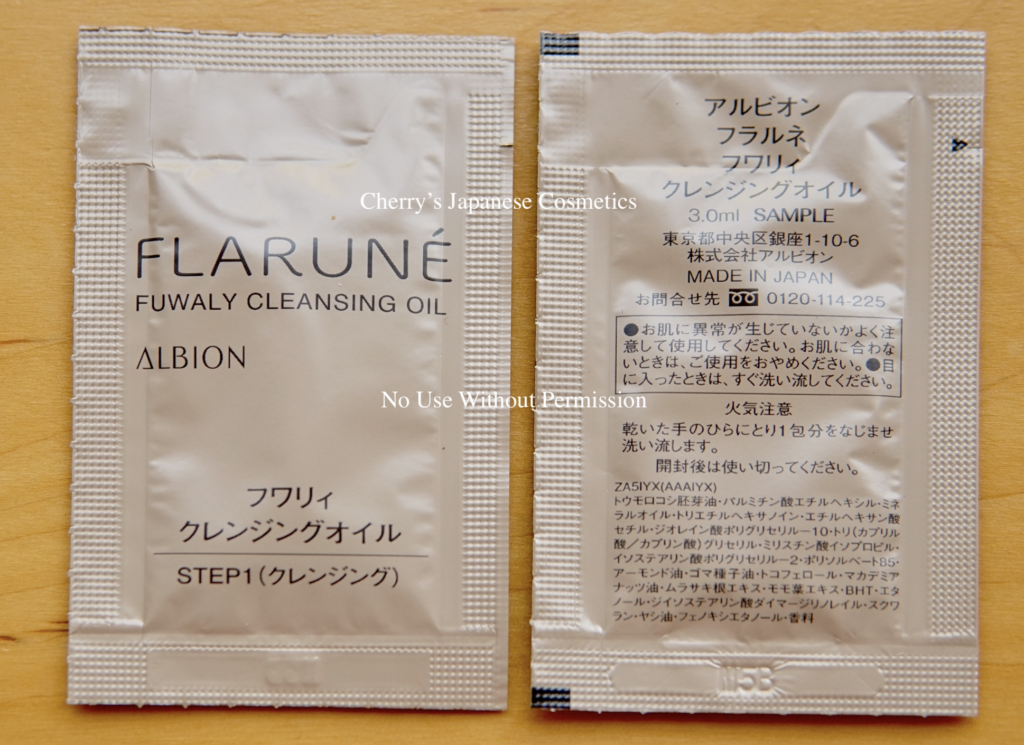 FLARUNÉ
FUWALY CLEANSING OIL
ALBION
フワリィ
クレンジングオイル
STEP1(クレンジング)
Cherry's Japanese Cosmetics
No Use Without Permission
アルビオン
フラルネ
フワリィ
クレンジングオイル
3.0ml SAMPLE
東京都中央区銀座1-10-6
株式会社アルビオン
MADE IN JAPAN
お問合せ先 0120-114-225
●お肌に異常が生じていないかよく注
意して使用してください。お肌に合わな
いときは、ご使用をおやめください。●目
に入ったときは、すぐ洗い流してください。
火気注意
乾いた手のひらにとり1包分をなじませ
洗い流します。
開封後は使い切ってください。
ZA5IYX(AAAIYX)
トウモロコシ胚芽油・パルミチン酸エチルヘキシル・ミネ
ラルオイル・トリエチルヘキサノイン・エチルヘキサン酸
セチル・ジオレイン酸ポリグリセリル-10・トリ(カプリル
酸/カプリン酸)グリセリル・ミリスチン酸イソプロピル・
イソステアリン酸ポリグリセリル-2・ポリソルベート85・
アーモンド油・ゴマ種子油・トコフェロール・マカデミア
ナッツ油・ムラサキ根エキス・モモ葉エキス・BHT・エタ
ノール・ジイソステアリン酸ダイマージリノレイル・スクワ
ラン・ヤシ油・フェノキシエタノール・香料
4